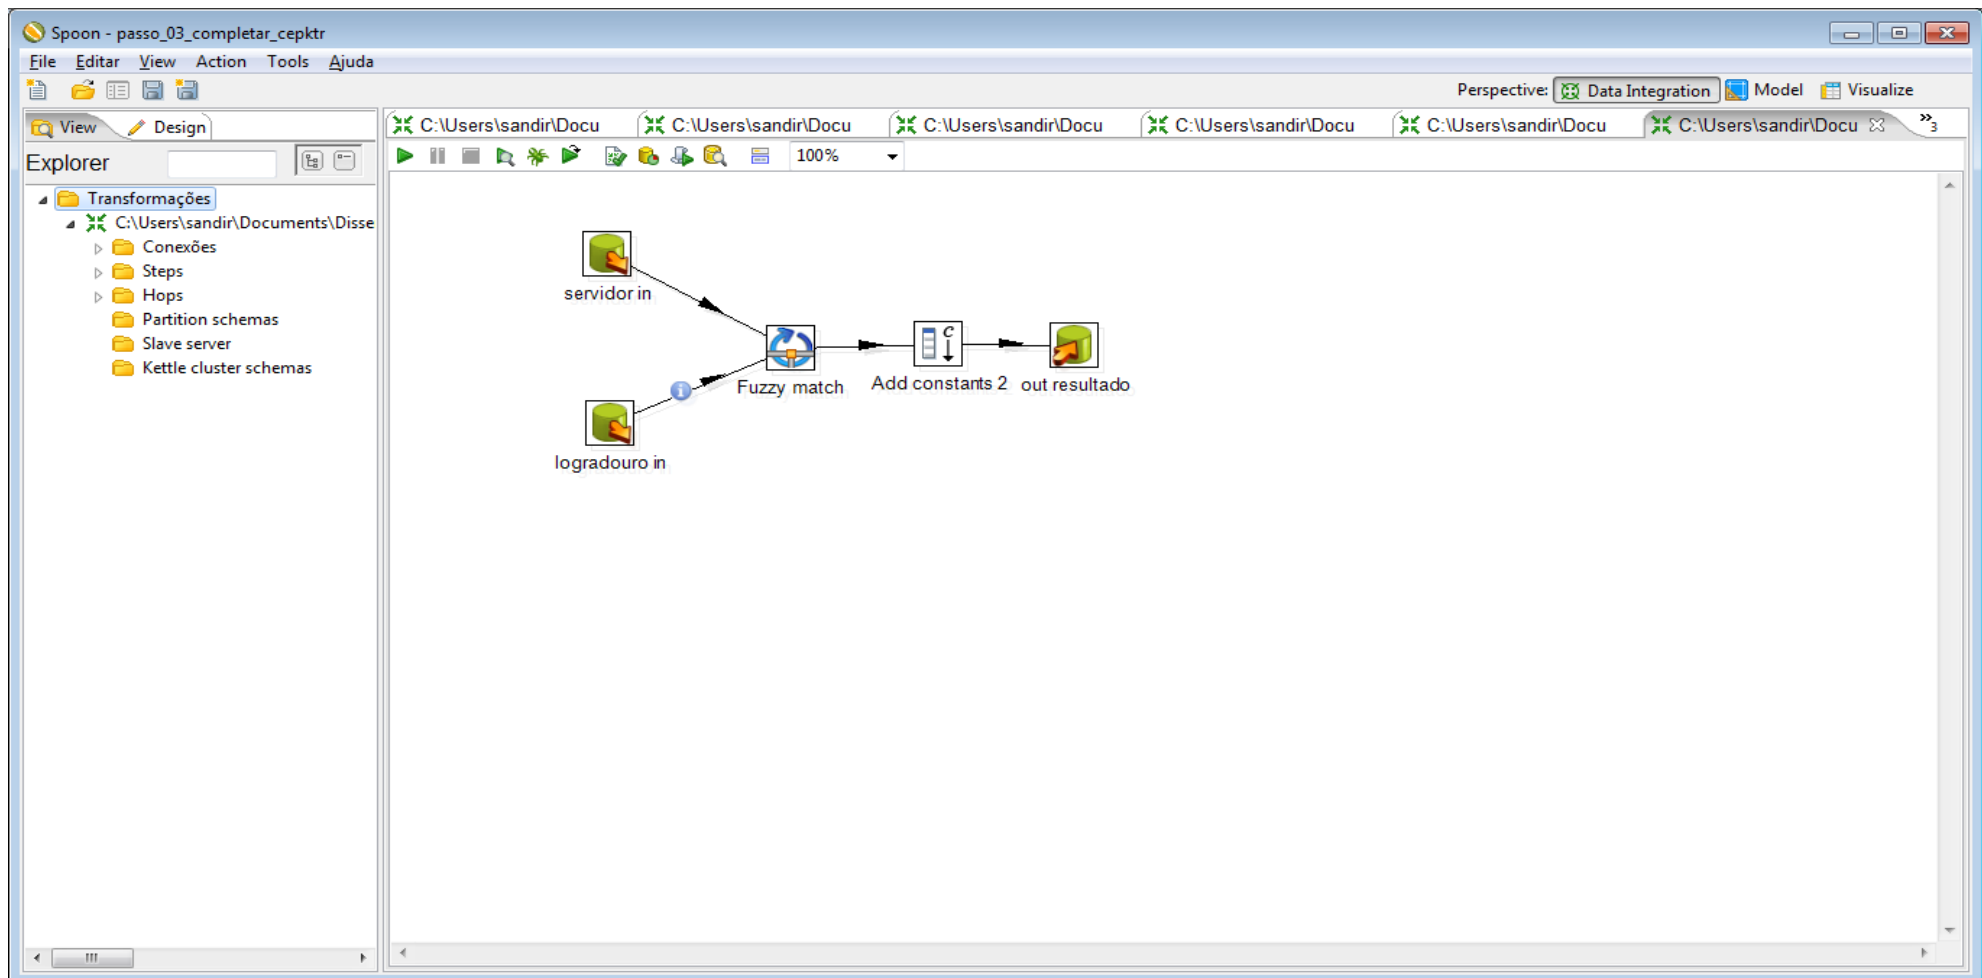 Spoon - passo_03_completar_cepktr
File Editar View Action Tools Ajuda
Perspective: Data Integration Model Visualize
View Design
C:\Users\sandir\Docu C:\Users\sandir\Docu C:\Users\sandir\Docu C:\Users\sandir\Docu C:\Users\sandir\Docu C:\Users\sandir\Docu 3
Explorer
100%
Transformações
C:\Users\sandir\Documents\Disse
Conexões
Steps
Hops
Partition schemas
Slave server
Kettle cluster schemas
servidor in
Fuzzy match
Add constants 2
out resultado
logradouro in